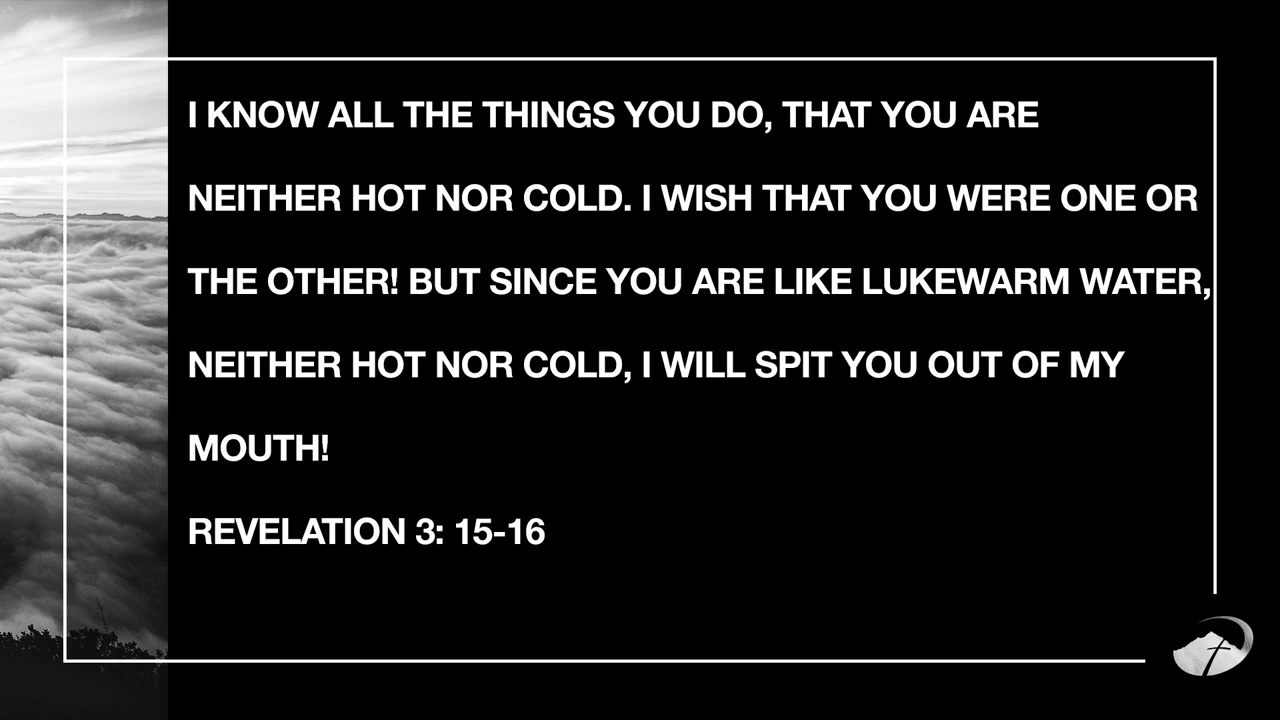 I KNOW ALL THE THINGS YOU DO, THAT YOU ARE
NEITHER HOT NOR COLD. I WISH THAT YOU WERE ONE OR
THE OTHER! BUT SINCE YOU ARE LIKE LUKEWARM WATER,
NEITHER HOT NOR COLD, I WILL SPIT YOU OUT OF MY
MOUTH!
REVELATION 3: 15-16